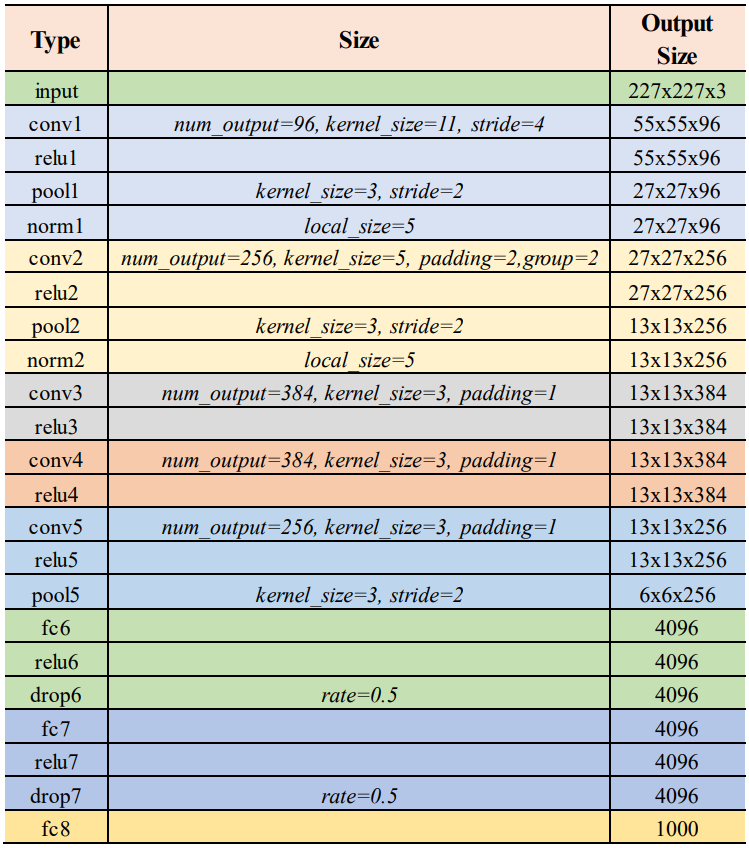 Type Size Output Size
input 227x227x3
conv1 num_output=96, kernel_size=11, stride=4 55x55x96
relu1 55x55x96
pool1 kernel_size=3, stride=2 27x27x96
norm1 local_size=5 27x27x96
conv2 num_output=256, kernel_size=5, padding=2,group=2 27x27x256
relu2 27x27x256
pool2 kernel_size=3, stride=2 13x13x256
norm2 local_size=5 13x13x256
conv3 num_output=384, kernel_size=3, padding=1 13x13x384
relu3 13x13x384
conv4 num_output=384, kernel_size=3, padding=1 13x13x384
relu4 13x13x384
conv5 num_output=256, kernel_size=3, padding=1 13x13x256
relu5 13x13x256
pool5 kernel_size=3, stride=2 6x6x256
fc6 4096
relu6 4096
drop6 rate=0.5 4096
fc7 4096
relu7 4096
drop7 rate=0.5 4096
fc8 1000